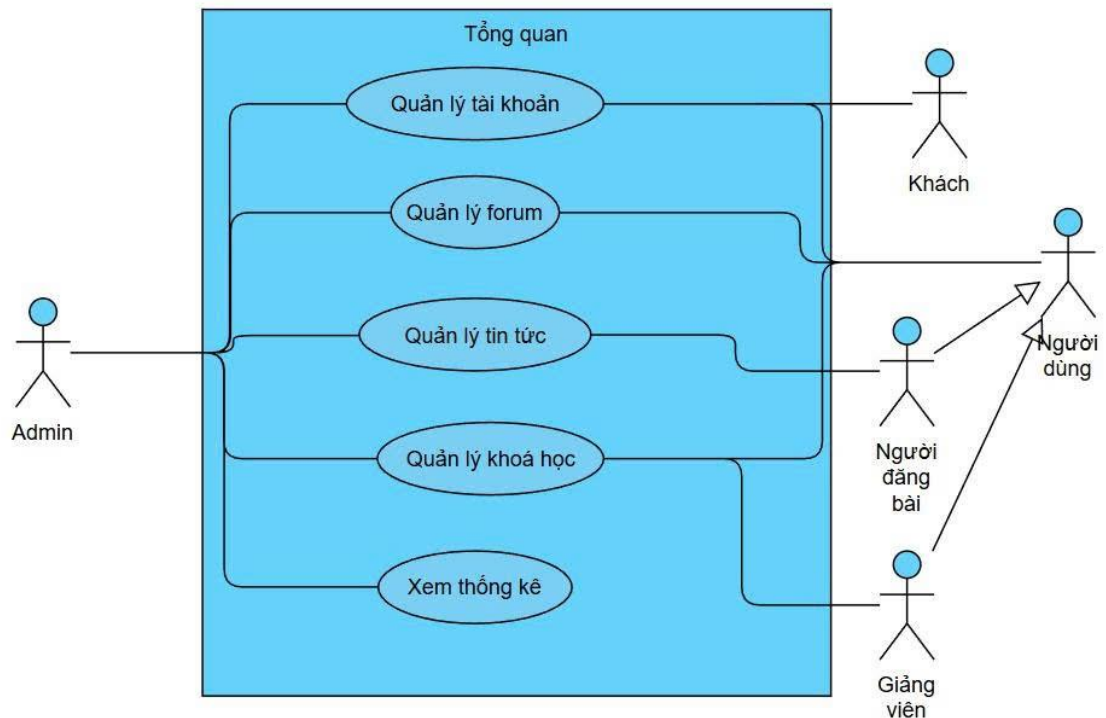 Tổng quan
Quản lý tài khoản
Khách
Quản lý forum
Người
dùng
Quản lý tin tức
Admin
Người
đăng
bài
Quản lý khoá học
Xem thống kê
Giảng
viên